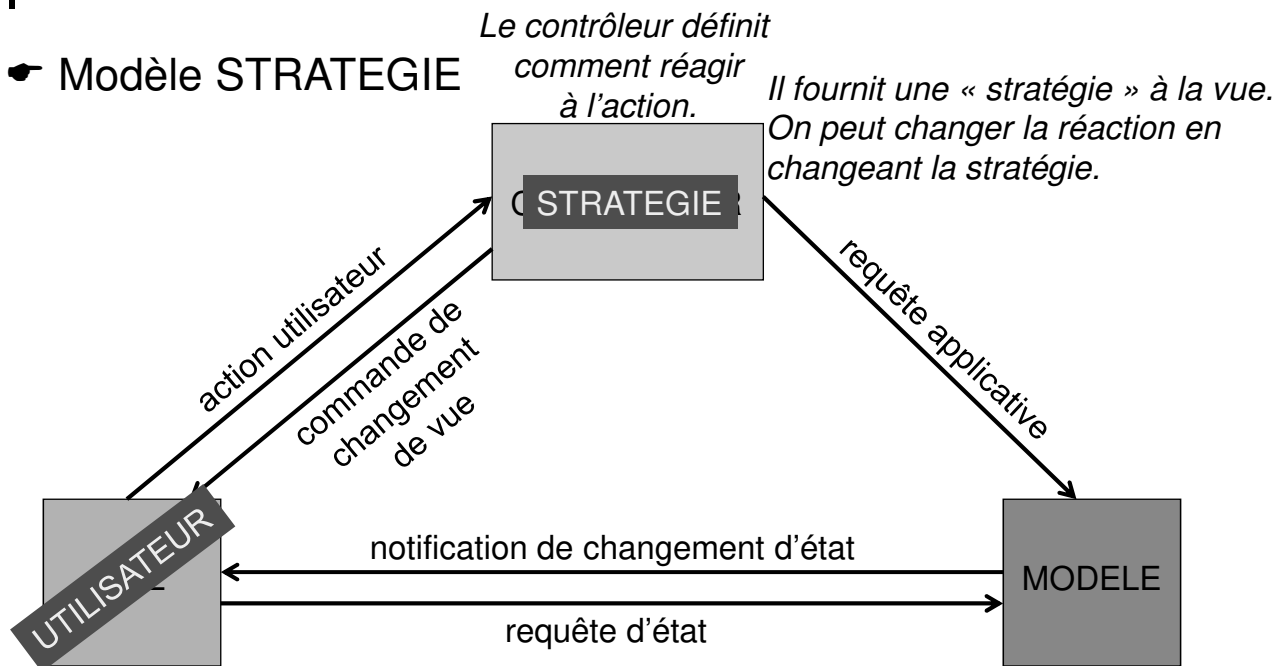 Le contrôleur définit
comment réagir
à l'action.
☛ Modèle STRATEGIE
Il fournit une « stratégie » à la vue.
On peut changer la réaction en
changeant la stratégie.
STRATEGIE
action utilisateur
commande de
changement
de vue
requête applicative
UTILISATEUR
notification de changement d'état
MODELE
requête d'état